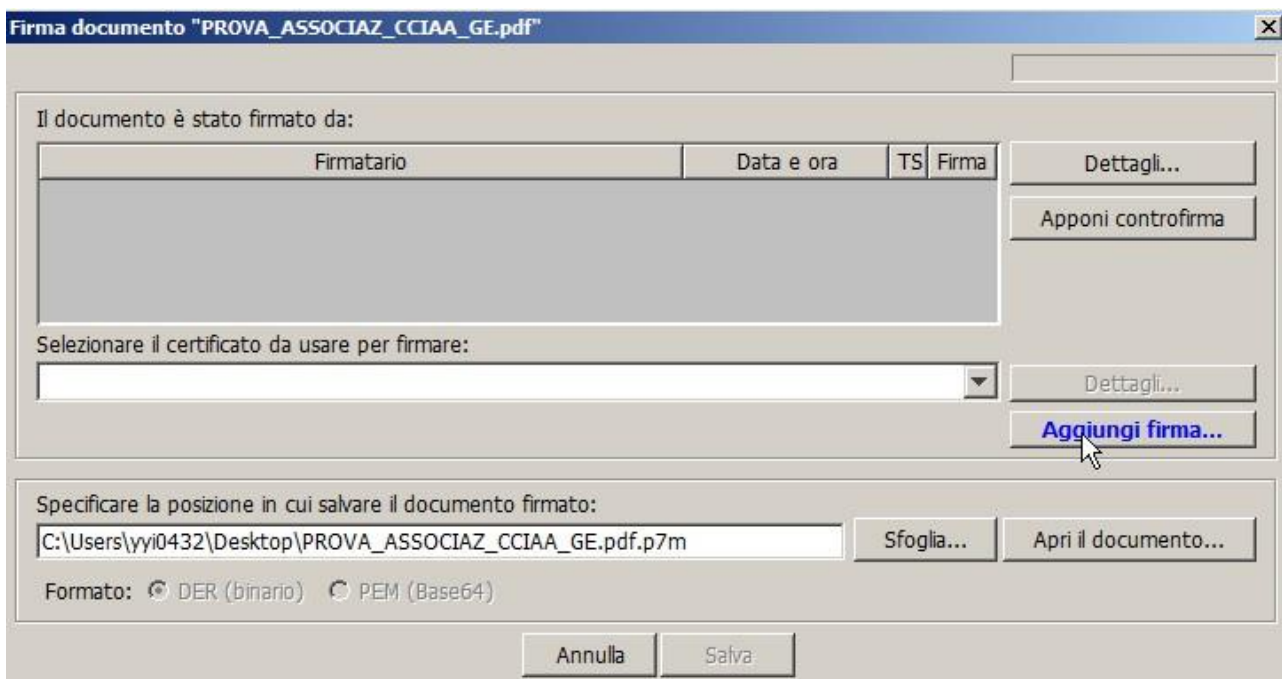 Firma documento "PROVA_ASSOCIAZ_CCIAA_GE.pdf"
Il documento è stato firmato da:
Firmatario Data e ora TS Firma
Dettagli...
Apponi controfirma
Selezionare il certificato da usare per firmare:
Dettagli...
Aggiungi firma...
Specificare la posizione in cui salvare il documento firmato:
C:\Users\yyi0432\Desktop\PROVA_ASSOCIAZ_CCIAA_GE.pdf.p7m Sfoglia... Apri il documento...
Formato: DER (binario) PEM (Base64)
Annulla Salva